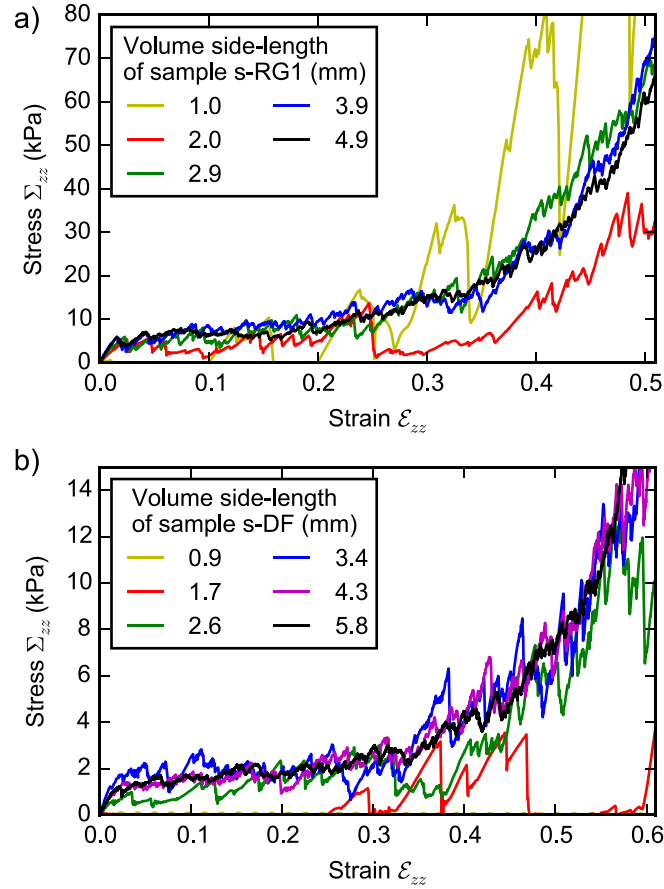 a)
80
70
60
50
40
30
20
10
0
Stress Σzz (kPa)
Volume side-length
of sample s-RG1 (mm)
1.0 3.9
2.0 4.9
2.9
0.0 0.1 0.2 0.3 0.4 0.5
Strain ℰzz
b)
14
12
10
8
6
4
2
0
Stress Σzz (kPa)
Volume side-length
of sample s-DF (mm)
0.9 3.4
1.7 4.3
2.6 5.8
0.0 0.1 0.2 0.3 0.4 0.5 0.6
Strain ℰzz